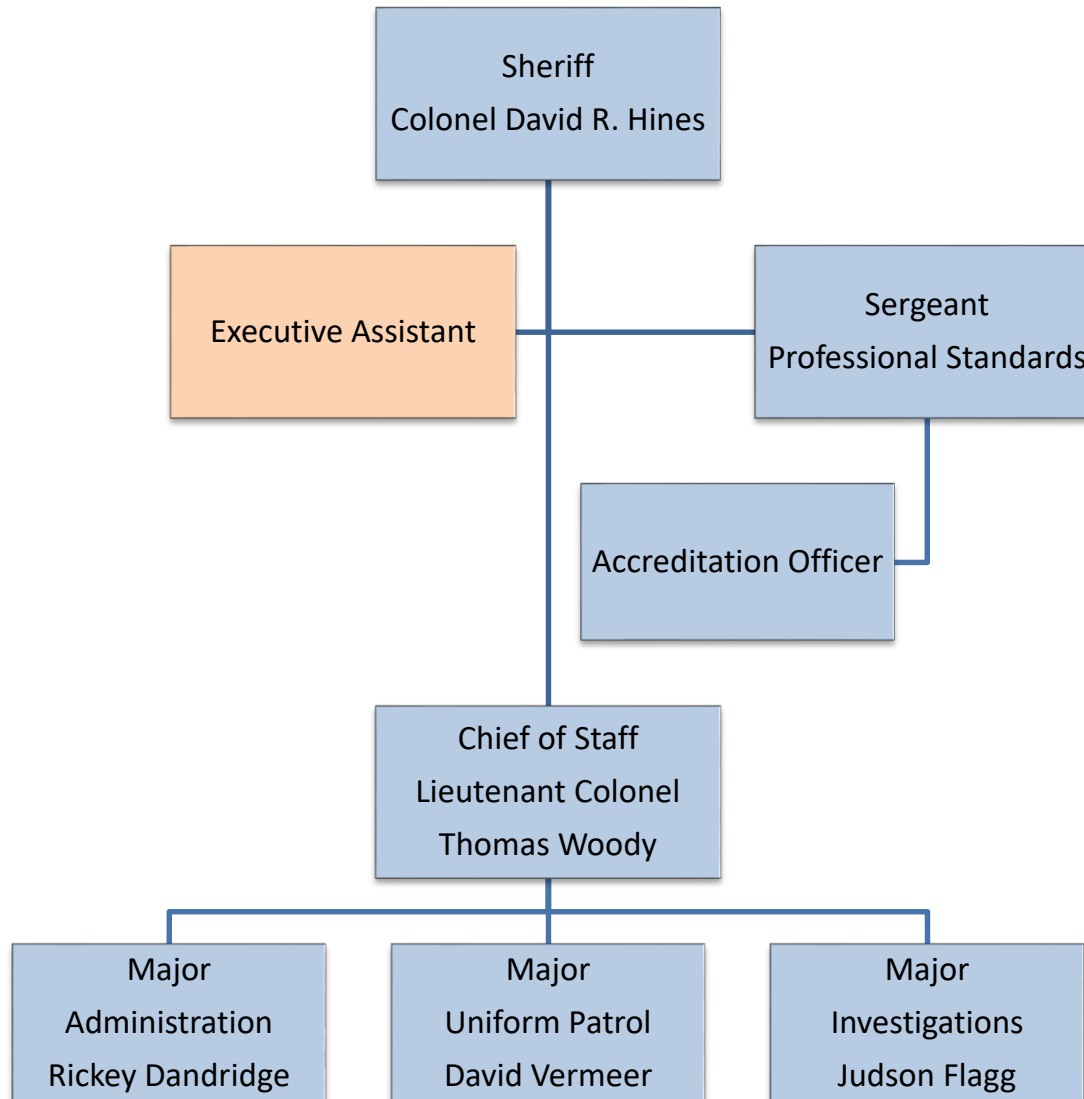 Sheriff
Colonel David R. Hines
Executive Assistant
Sergeant
Professional Standards
Accreditation Officer
Chief of Staff
Lieutenant Colonel
Thomas Woody
Major
Administration
Rickey Dandridge
Major
Uniform Patrol
David Vermeer
Major
Investigations
Judson Flagg